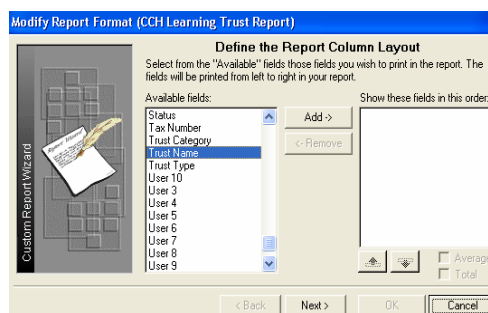 Modify Report Format (CCH Learning Trust Report)
Define the Report Column Layout
Select from the "Available" fields those fields you wish to print in the report. The
fields will be printed from left to right in your report.
Available fields:
Show these fields in this order:
Status
Tax Number
Trust Category
Trust Name
Trust Type
User 10
User 3
User 4
User 5
User 6
User 7
User 8
User 9
Add ->
<- Remove
Custom Report Wizard
Average
Total
< Back
Next >
OK
Cancel